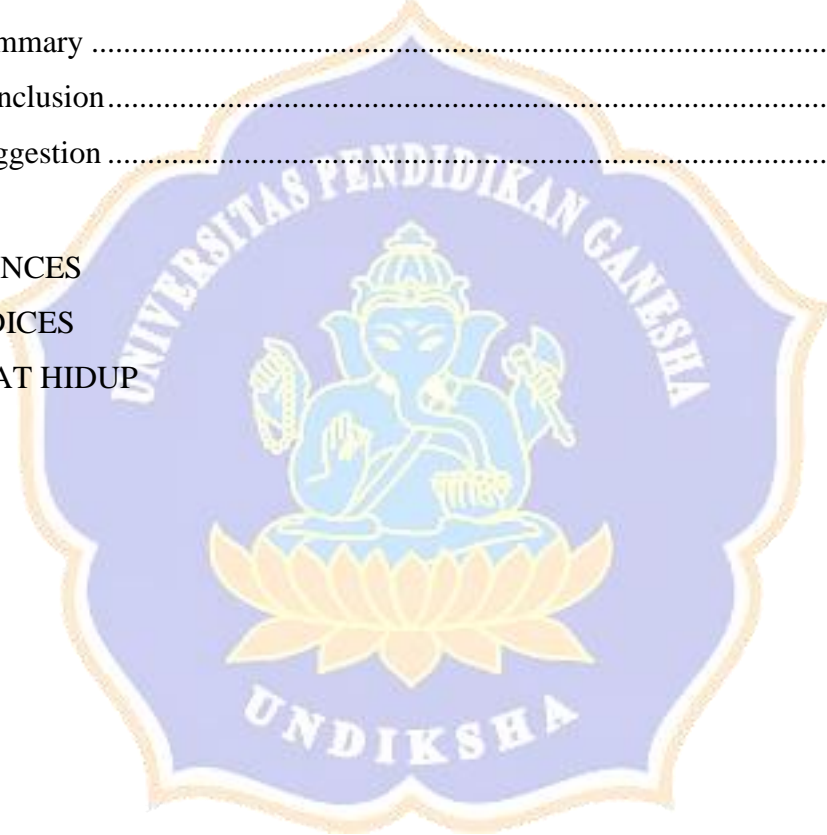 mmary ............................................................................................................................
nclusion .........................................................................................................................
ggestion .........................................................................................................................
UNIVERSITAS PENDIDIKAN GANESHA
NCES
DICES
AT HIDUP
UNDIKSHA